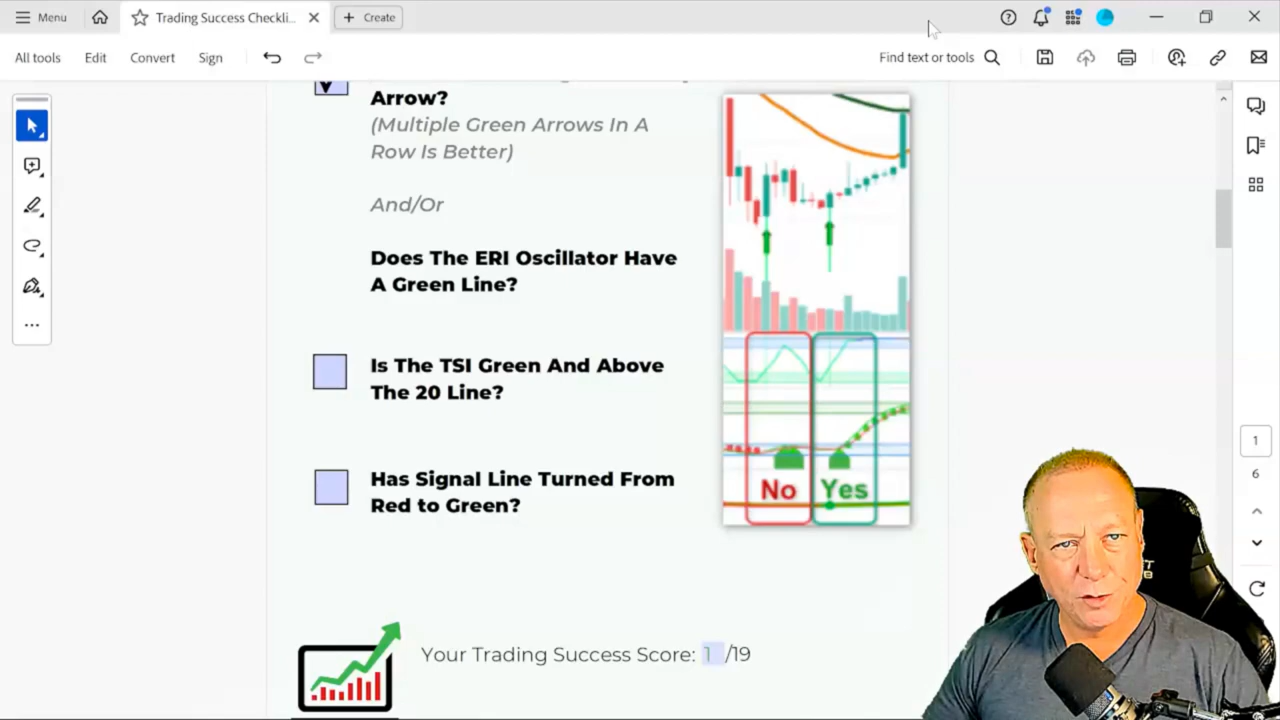 Menu
Trading Success Checkli...
Create
All tools
Edit
Convert
Sign
Find text or tools
Arrow?
(Multiple Green Arrows In A
Row Is Better)
And/Or
Does The ERI Oscillator Have
A Green Line?
Is The TSI Green And Above
The 20 Line?
Has Signal Line Turned From
Red to Green?
No Yes
Your Trading Success Score: 1 /19
1
6